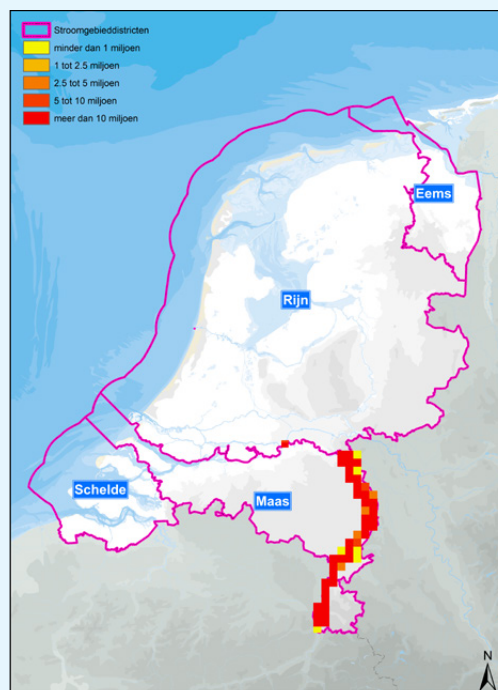 Stroomgebieddistricten
minder dan 1 miljoen
1 tot 2.5 miljoen
2.5 tot 5 miljoen
5 tot 10 miljoen
meer dan 10 miljoen
Eems
Rijn
Schelde
Maas
N